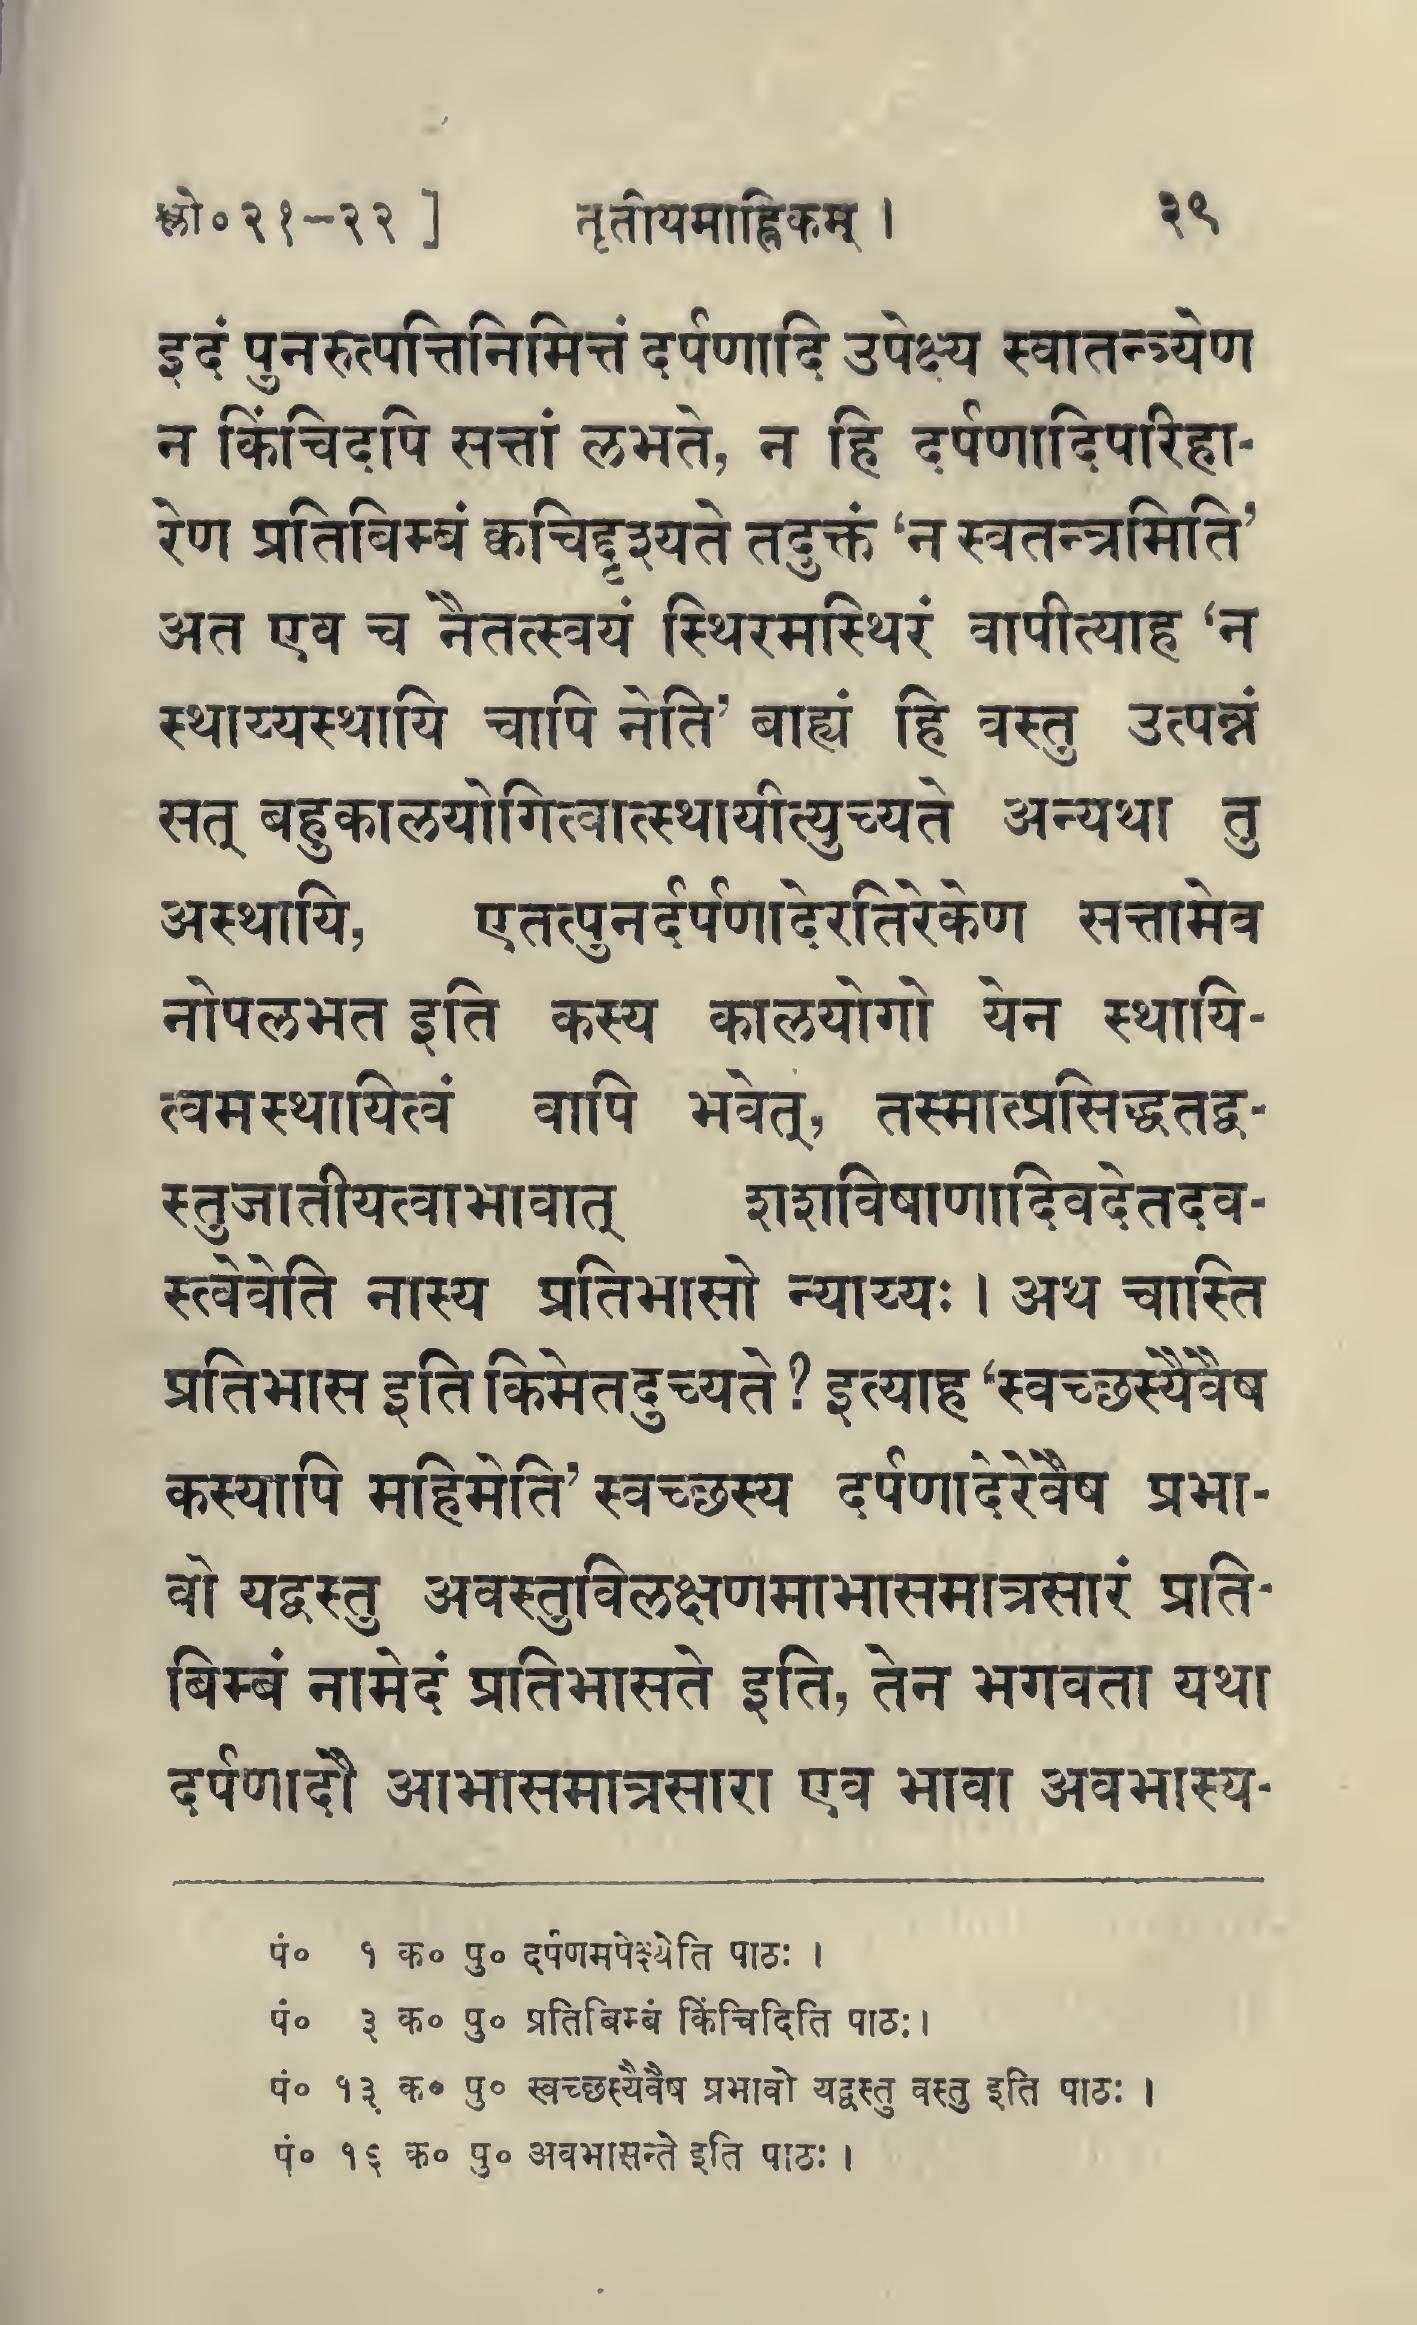 श्लो० २१-२२ ] तृतीयमाह्निकम् । ३९
इदं पुनरुत्पत्तिनिमित्तं दर्पणादि उपेक्ष्य स्वातन्त्र्येण
न किंचिदपि सत्तां लभते, न हि दर्पणादिपरिहा-
रेण प्रतिबिम्बं क्वचिद्दृश्यते तदुक्तं ‘न स्वतन्त्रमिति’
अत एव च नैतत्स्वयं स्थिरमस्थिरं वापीत्याह ‘न
स्थाय्यस्थायि चापि नेति’ बाह्यं हि वस्तु उत्पन्नं
सत् बहुकालयोगित्वात्स्थायीत्युच्यते अन्यथा तु
अस्थायि, एतत्पुनर्दर्पणादेरतिरेकेण सत्तामेव
नोपलभत इति कस्य कालयोगो येन स्थायि-
त्वमस्थायित्वं वापि भवेत्, तस्मात्प्रसिद्धतद्व-
स्तुजातीयत्वाभावात् शशविषाणादिवदेतदव-
स्त्वेवेति नास्य प्रतिभासो न्याय्यः । अथ चास्ति
प्रतिभास इति किमेतदुच्यते ? इत्याह ‘स्वच्छस्यैवैष
कस्यापि महिमेति’ स्वच्छस्य दर्पणादेरेवैष प्रभा-
वो यद्वस्तु अवस्तुविलक्षणमाभासमात्रसारं प्रति-
बिम्बं नामेदं प्रतिभासते इति, तेन भगवता यथा
दर्पणादौ आभासमात्रसारा एव भावा अवभास्य-
पं० १ क० पु० दर्पणमपेक्ष्येति पाठः ।
पं० ३ क० पु० प्रतिबिम्बं किंचिदिति पाठः ।
पं० १३ क० पु० स्वच्छस्यैवैष प्रभावो यद्वस्तु वस्तु इति पाठः ।
पं० १६ क० पु० अवभासन्ते इति पाठः ।